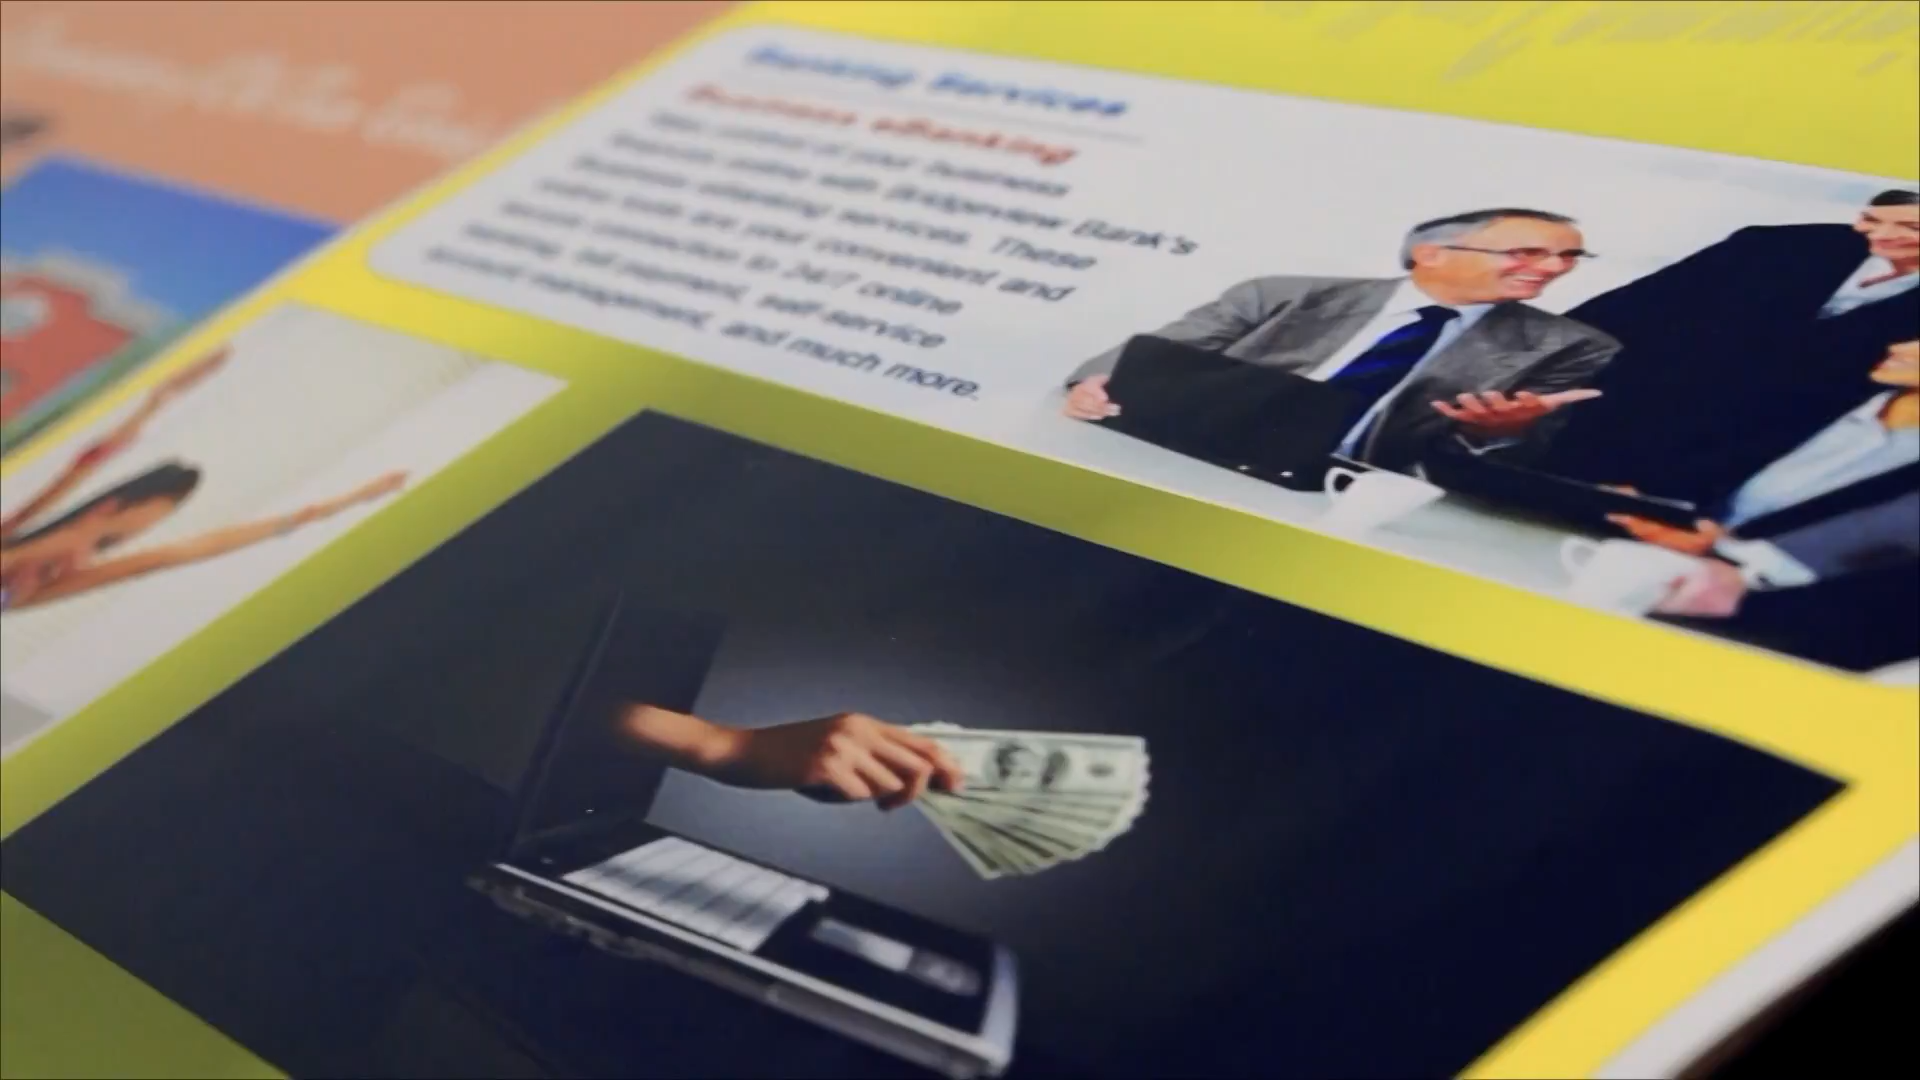 Banking Services
Business eBanking
Take control of your business
finances online with Bridgeview Bank's
Business eBanking services. These
online tools are your convenient and
secure connection to 24/7 online
banking, bill payment, self-service
account management, and much more.